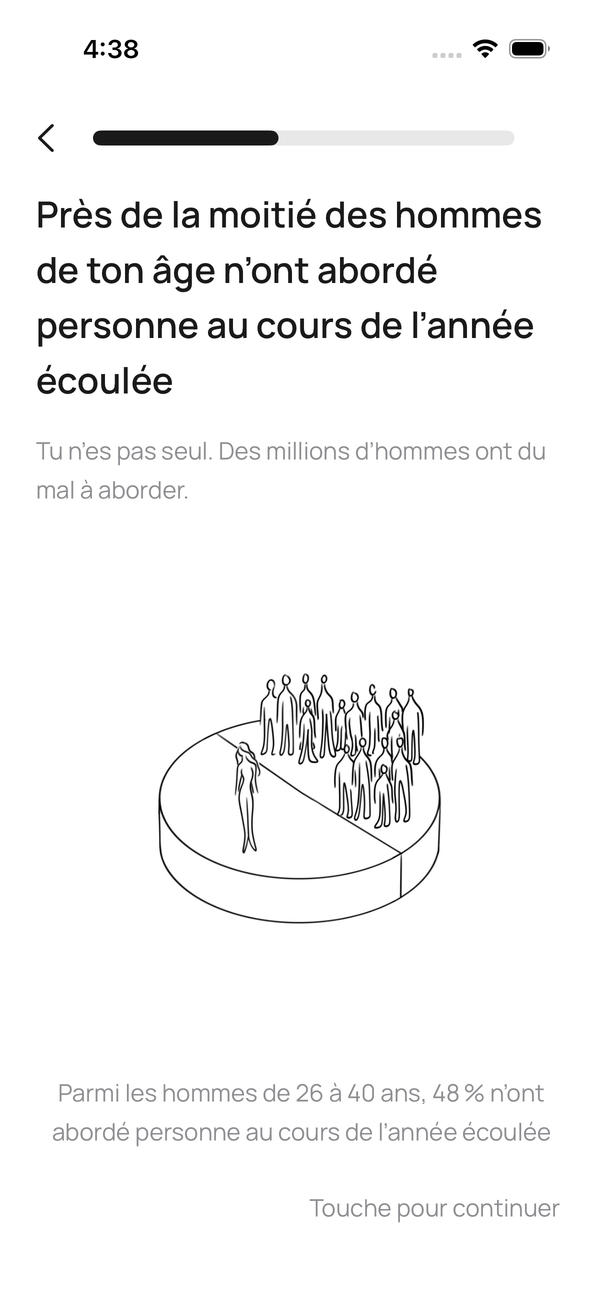 4:38
Près de la moitié des hommes
de ton âge n’ont abordé
personne au cours de l’année
écoulée
Tu n’es pas seul. Des millions d’hommes ont du
mal à aborder.
Parmi les hommes de 26 à 40 ans, 48 % n’ont
abordé personne au cours de l’année écoulée
Touche pour continuer